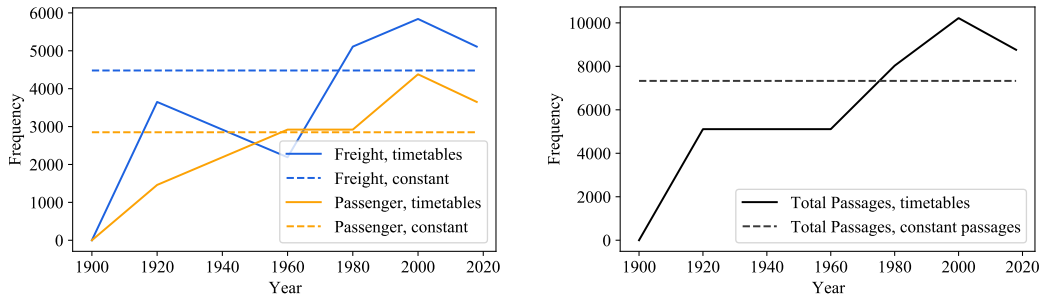 6000
5000
4000
3000
2000
1000
0
Frequency
1900 1920 1940 1960 1980 2000 2020
Year
Freight, timetables
Freight, constant
Passenger, timetables
Passenger, constant
10000
8000
6000
4000
2000
0
Frequency
1900 1920 1940 1960 1980 2000 2020
Year
Total Passages, timetables
Total Passages, constant passages